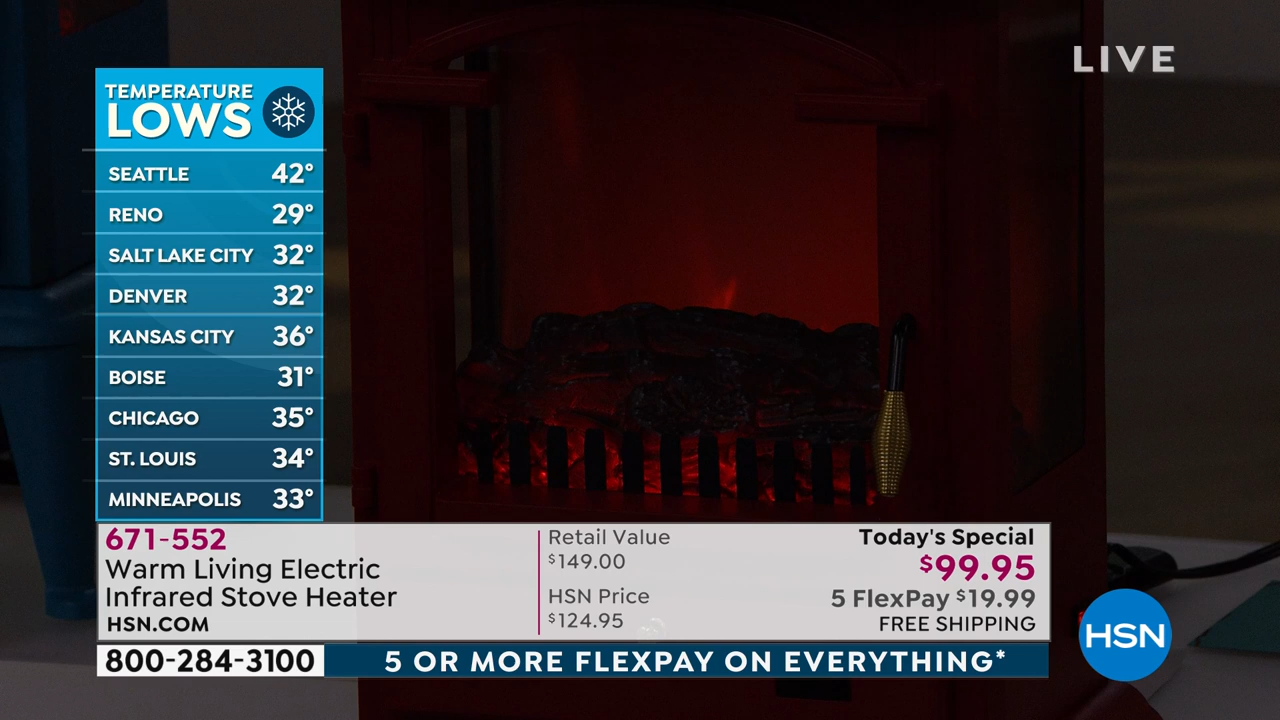 LIVE
TEMPERATURE
LOWS
SEATTLE 42°
RENO 29°
SALT LAKE CITY 32°
DENVER 32°
KANSAS CITY 36°
BOISE 31°
CHICAGO 35°
ST. LOUIS 34°
MINNEAPOLIS 33°
671-552
Warm Living Electric
Infrared Stove Heater
HSN.COM
Retail Value
$149.00
HSN Price
$124.95
Today's Special
$99.95
5 FlexPay $19.99
FREE SHIPPING
HSN
800-284-3100
5 OR MORE FLEXPAY ON EVERYTHING*